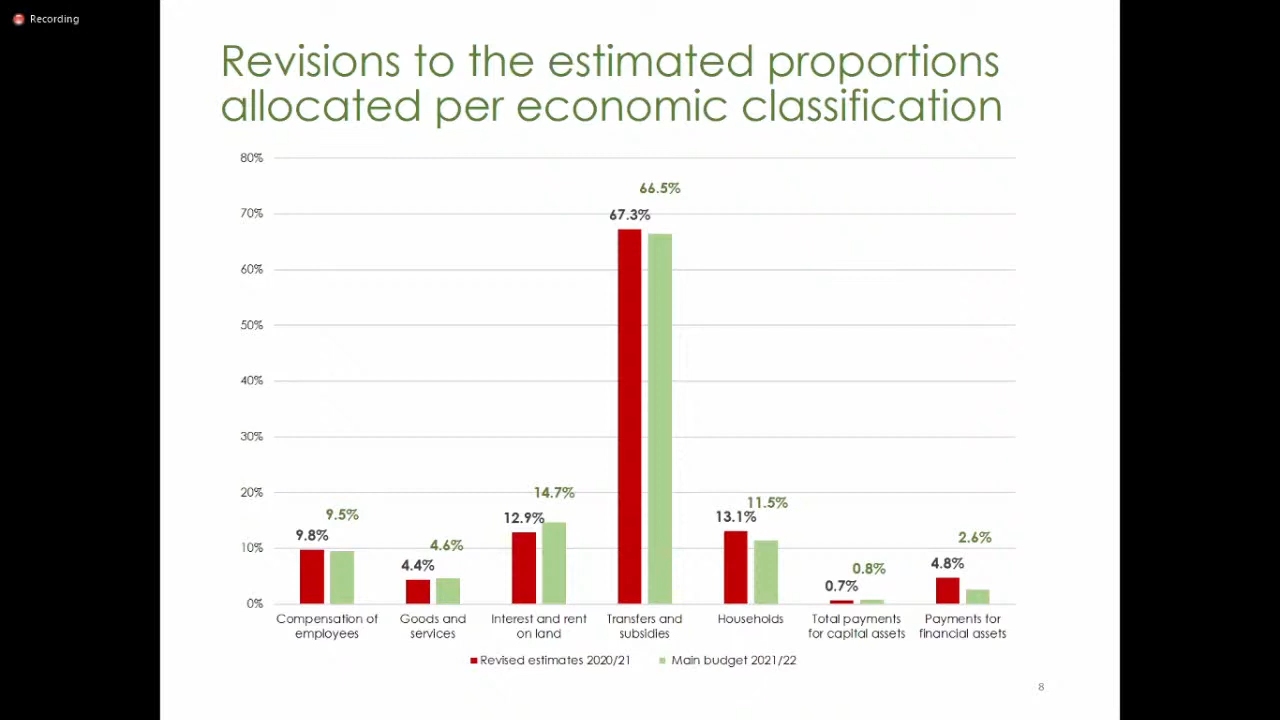 Recording
Revisions to the estimated proportions
allocated per economic classification
80%
70%
60%
50%
40%
30%
20%
10%
0%
9.8%
9.5%
4.4%
4.6%
12.9%
14.7%
67.3%
66.5%
13.1%
11.5%
0.7%
0.8%
4.8%
2.6%
Compensation of
employees
Goods and
services
Interest and rent
on land
Transfers and
subsidies
Households
Total payments
for capital assets
Payments for
financial assets
Revised estimates 2020/21
Main budget 2021/22
8